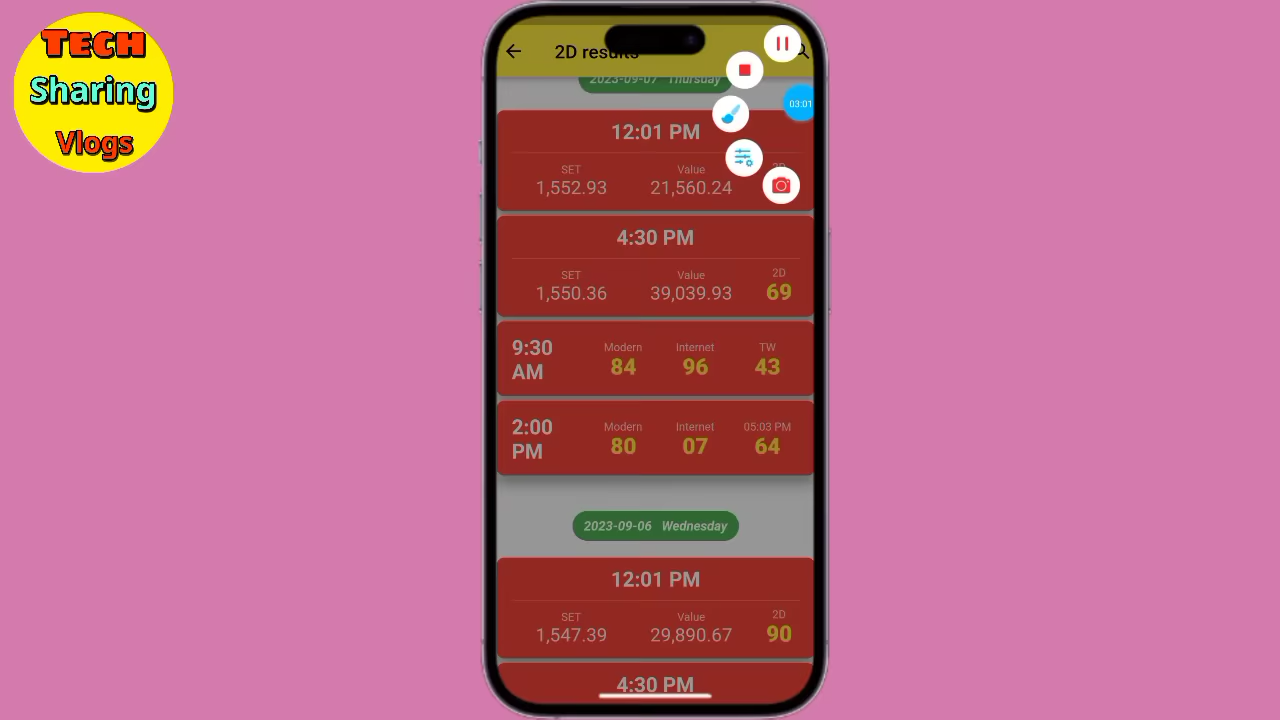 TECH
Sharing
Vlogs
2D results
03:01
2023-09-07 Thursday
12:01 PM
SET Value 2D
1,552.93 21,560.24
4:30 PM
SET Value 2D
1,550.36 39,039.93 69
9:30 AM
Modern Internet TW
84 96 43
2:00 PM
Modern Internet 05:03 PM
80 07 64
2023-09-06 Wednesday
12:01 PM
SET Value 2D
1,547.39 29,890.67 90
4:30 PM